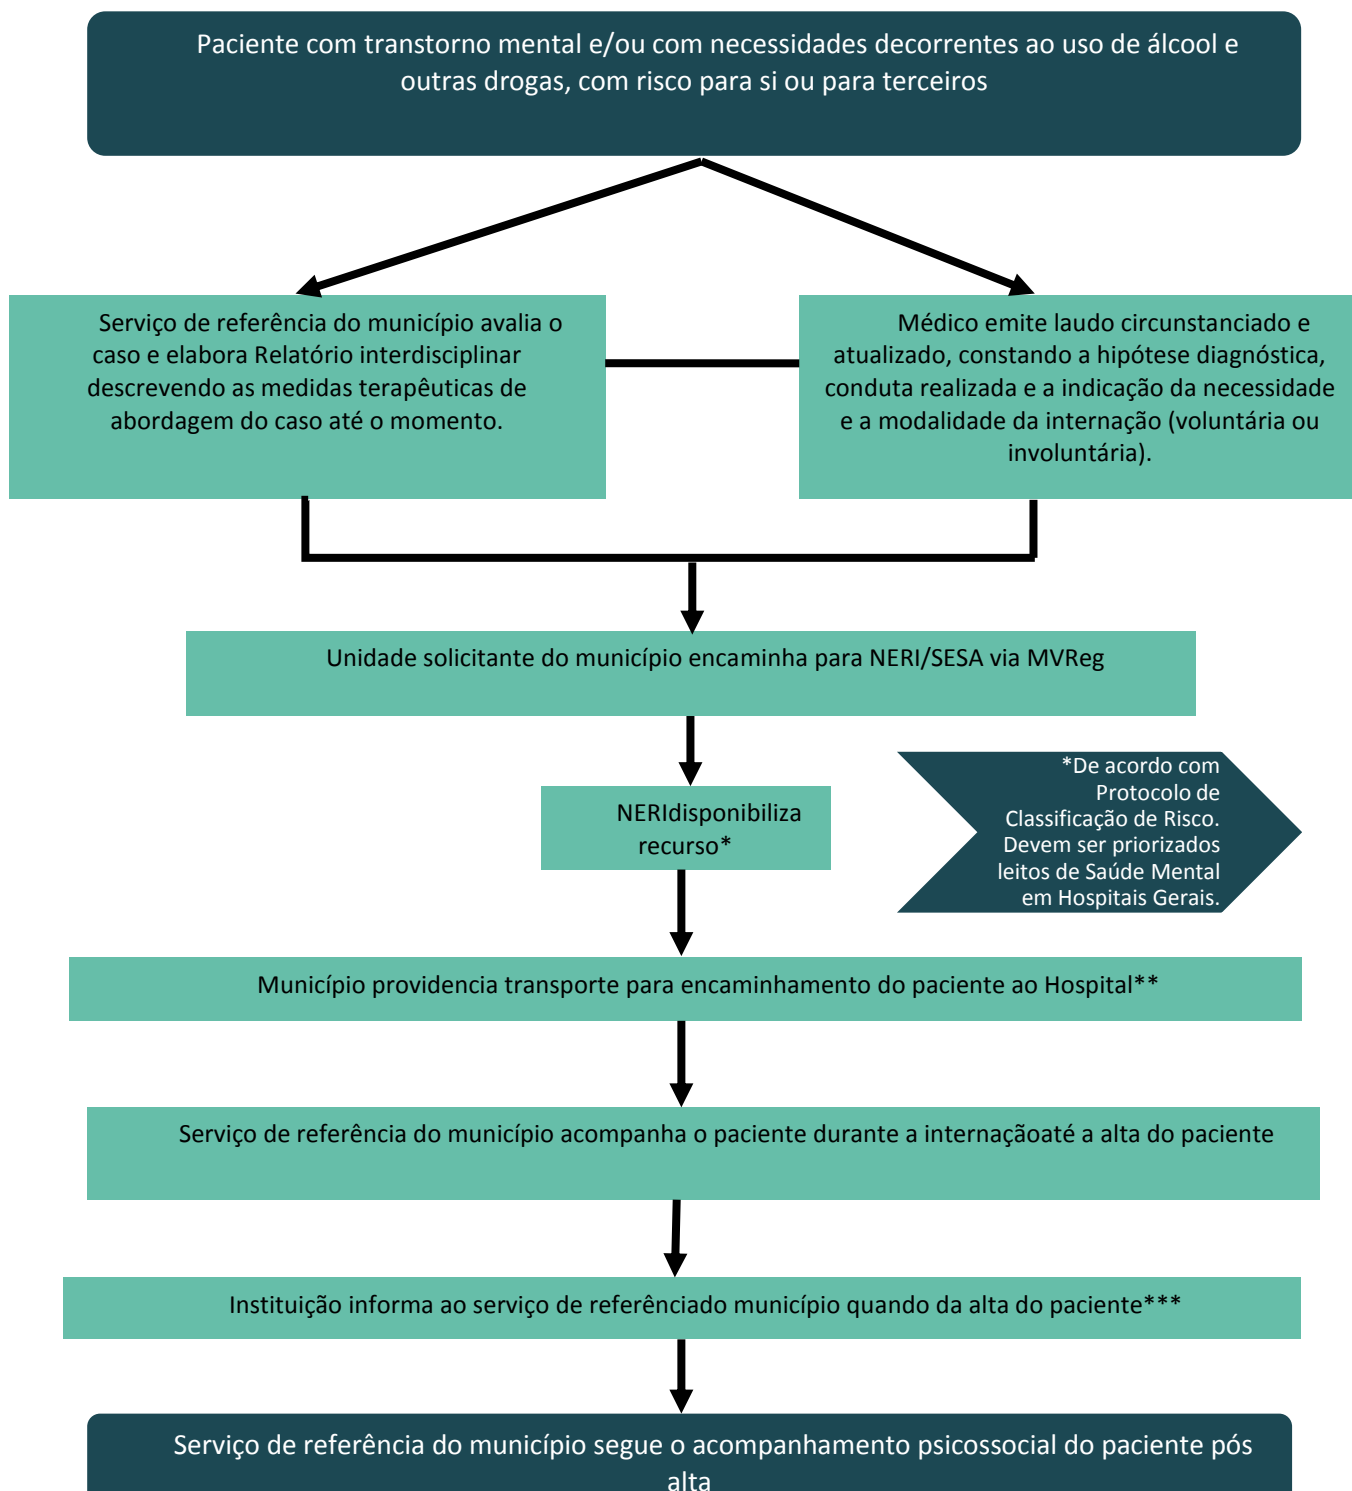 Paciente com transtorno mental e/ou com necessidades decorrentes ao uso de álcool e
outras drogas, com risco para si ou para terceiros
Serviço de referência do município avalia o
caso e elabora Relatório interdisciplinar
descrevendo as medidas terapêuticas de
abordagem do caso até o momento.
Médico emite laudo circunstanciado e
atualizado, constando a hipótese diagnóstica,
conduta realizada e a indicação da necessidade
e a modalidade da internação (voluntária ou
involuntária).
Unidade solicitante do município encaminha para NERI/SESA via MVReg
NERIdisponibiliza
recurso*
*De acordo com
Protocolo de
Classificação de Risco.
Devem ser priorizados
leitos de Saúde Mental
em Hospitais Gerais.
Município providencia transporte para encaminhamento do paciente ao Hospital**
Serviço de referência do município acompanha o paciente durante a internaçãoaté a alta do paciente
Instituição informa ao serviço de referênciado município quando da alta do paciente***
Serviço de referência do município segue o acompanhamento psicossocial do paciente pós
alta